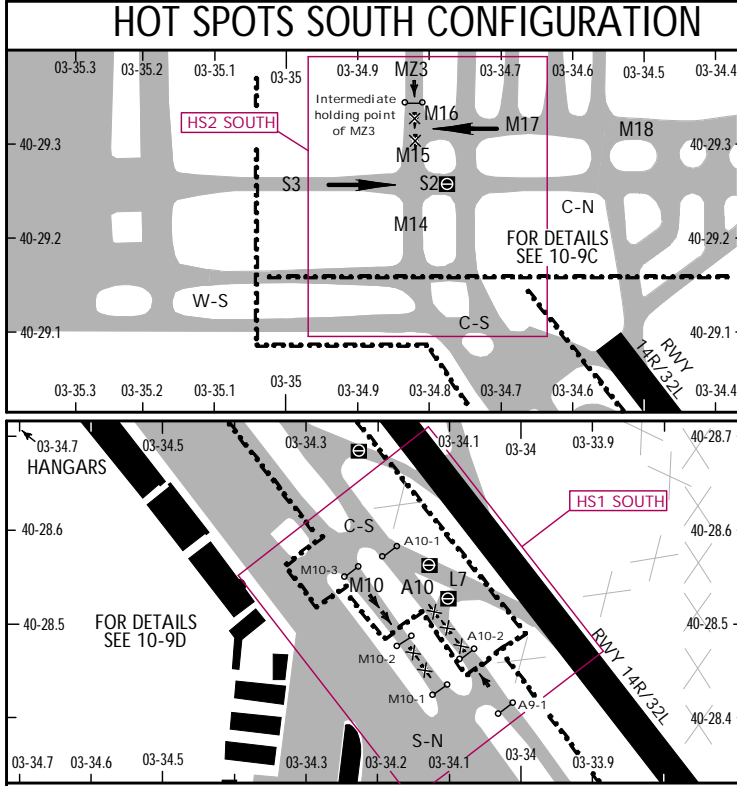 HOT SPOTS SOUTH CONFIGURATION
03-35.3 03-35.2 03-35.1 03-35 03-34.9 03-34.7 03-34.5 03-34.4
MZ3
Intermediate
holding point
of MZ3
HS2 SOUTH
M16
M17
M18
40-29.3
40-29.3
M15
S3
S2
C-N
M14
40-29.2
FOR DETAILS
SEE 10-9C
40-29.2
W-S
C-S
40-29.1
40-29.1
RWY
14R/32L
03-35.3 03-35.2 03-35.1 03-35 03-34.9 03-34.8 03-34.7 03-34.6 03-34.4
03-34.7 03-34.5 03-34.3 03-34.1 03-34 03-33.9
40-28.7
HANGARS
HS1 SOUTH
40-28.6
C-S
40-28.6
A10-1
M10-3
M10
A10
L7
FOR DETAILS
SEE 10-9D
40-28.5
40-28.5
M10-2
A10-2
RWY 14R/32L
M10-1
A9-1
S-N
40-28.4
03-34.7 03-34.6 03-34.5 03-34.3 03-34.2 03-34.1 03-34 03-33.9